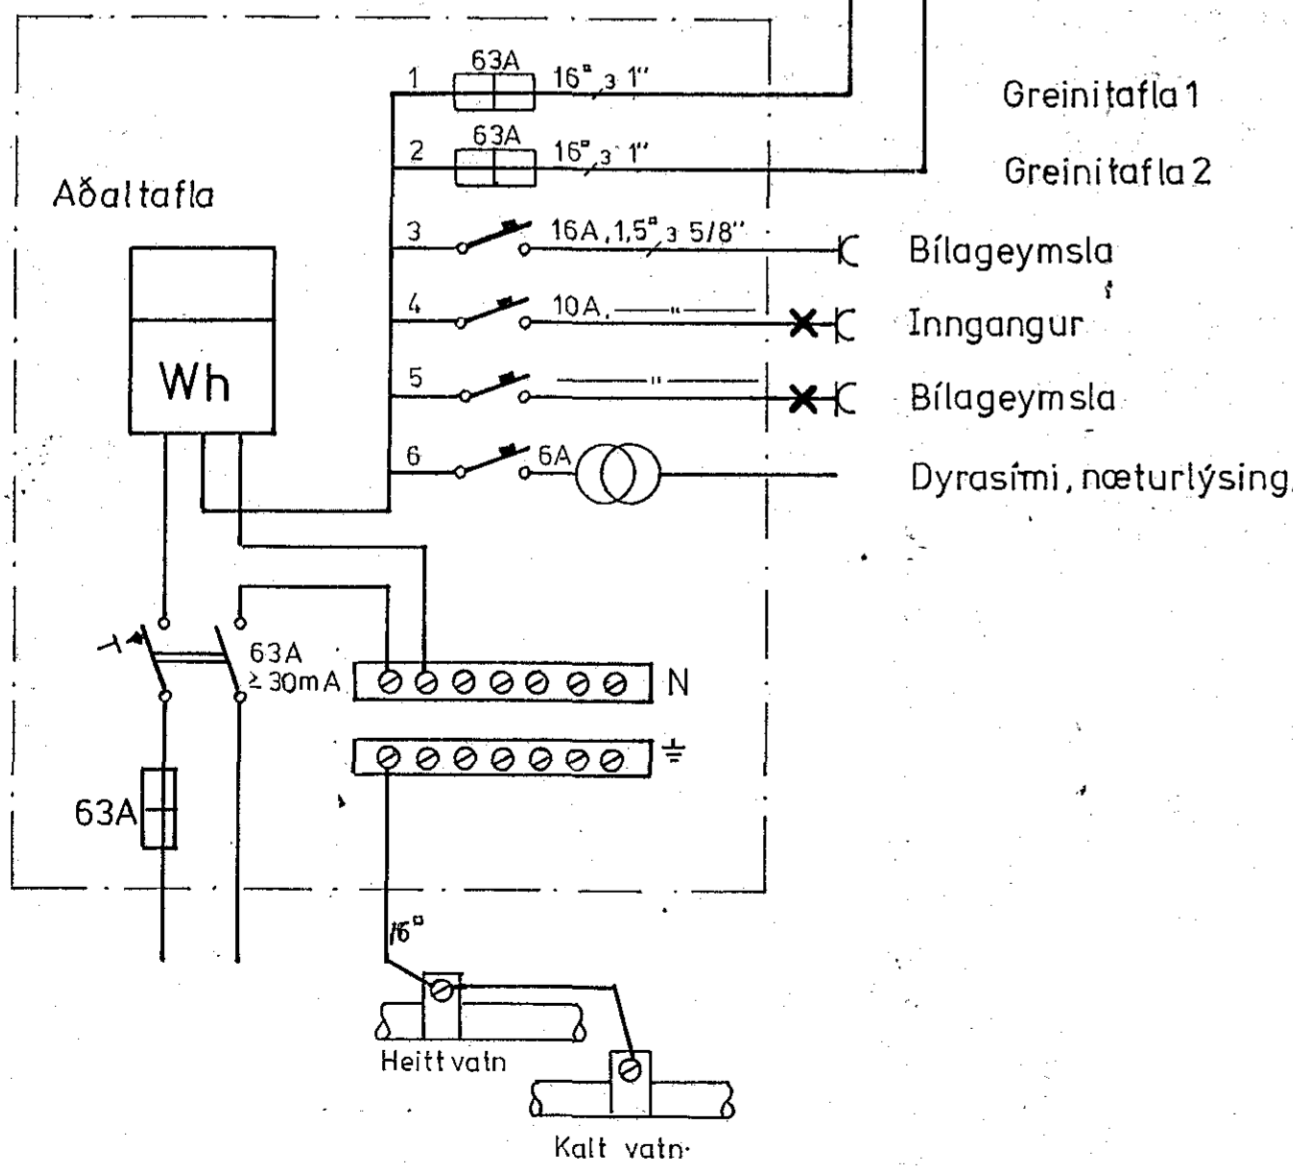 63A
1 16▫ 3 1" Greinitafla 1
63A
2 16▫ 3 1" Greinitafla 2
Aðaltafla
3 16A, 1,5▫ 3 5/8" Bílageymsla
4 10A, —"— Inngangur
Wh
5 —"— Bílageymsla
6 6A Dyrasími, næturlýsing,
63A
≥ 30mA
N
63A
16▫
Heitt vatn
Kalt vatn.